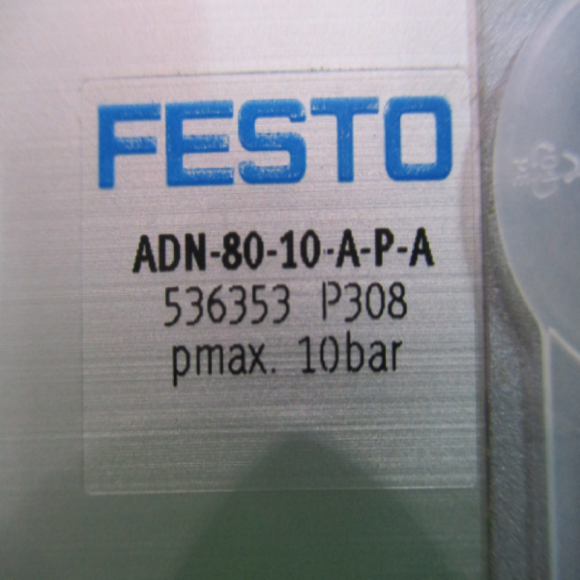 FESTO
ADN-80-10-A-P-A
536353 P308
pmax. 10bar